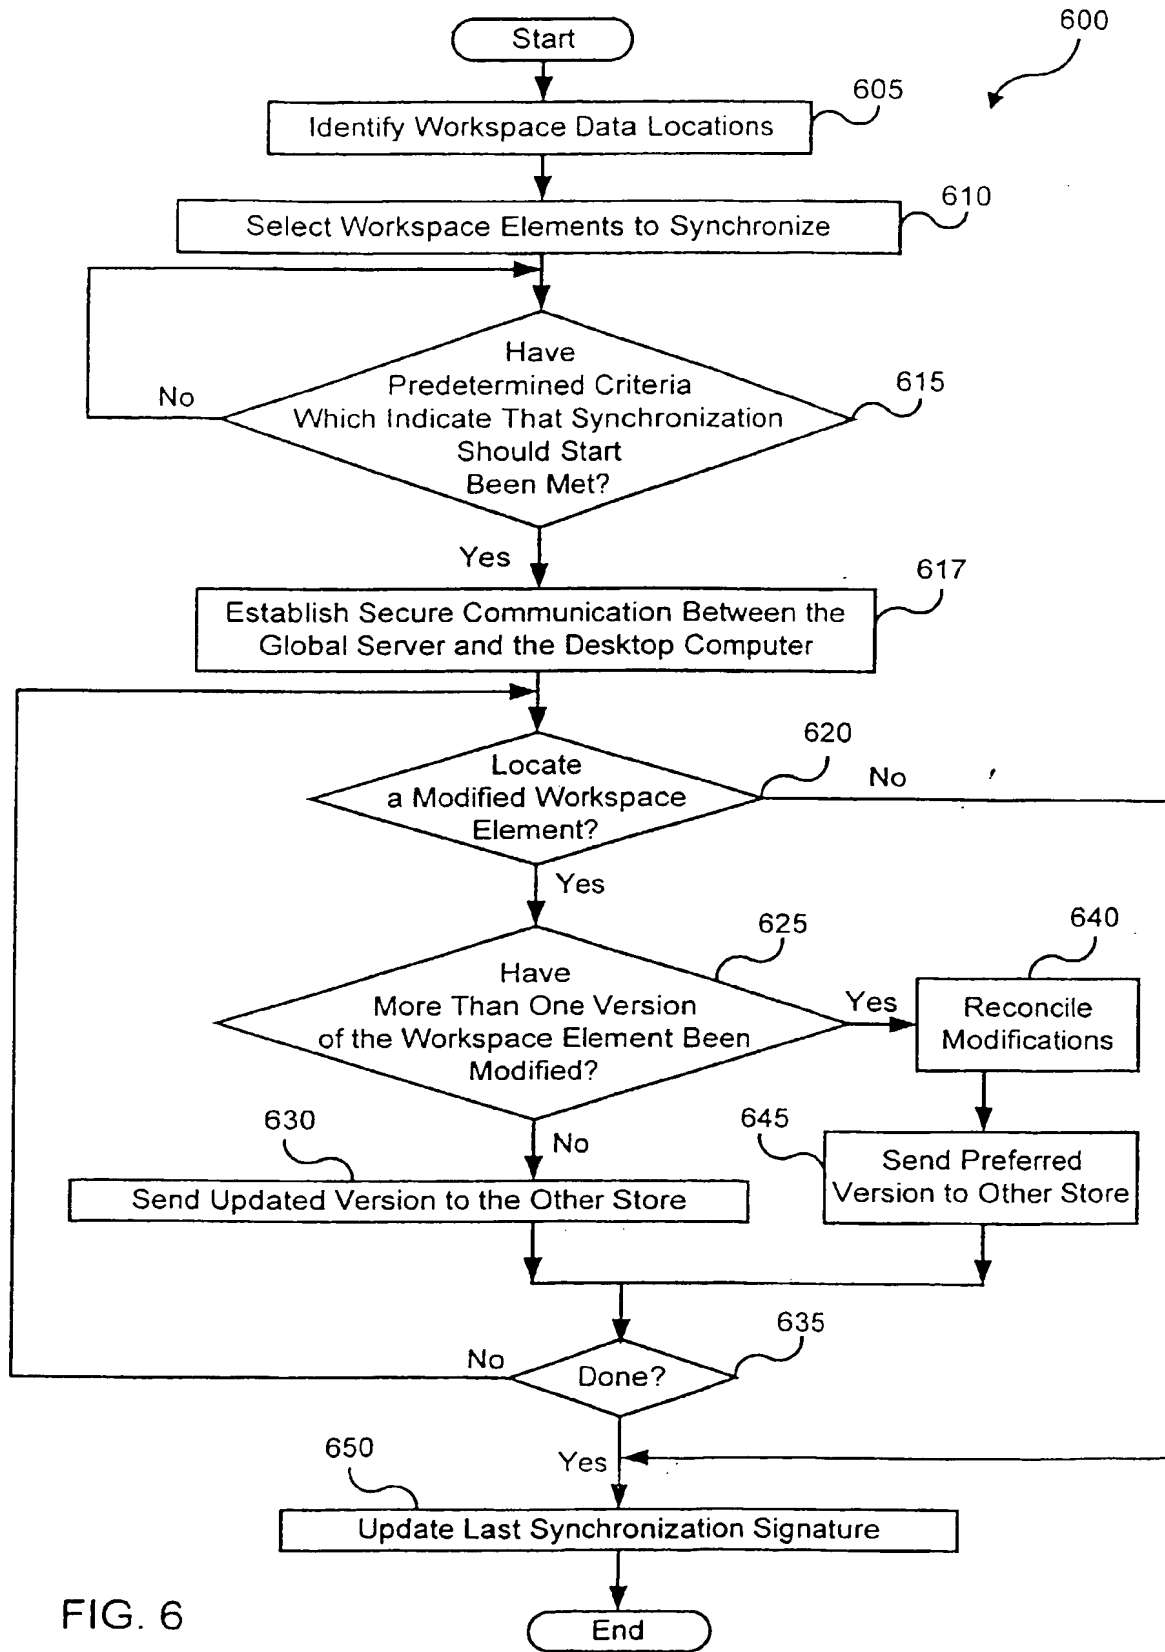 Start
600
605
Identify Workspace Data Locations
610
Select Workspace Elements to Synchronize
Have
Predetermined Criteria
Which Indicate That Synchronization
Should Start
Been Met?
No
615
Yes
617
Establish Secure Communication Between the
Global Server and the Desktop Computer
620
Locate
a Modified Workspace
Element?
No
Yes
625
Have
More Than One Version
of the Workspace Element Been
Modified?
Yes
640
Reconcile
Modifications
630
No
645
Send Updated Version to the Other Store
Send Preferred
Version to Other Store
635
No
Done?
650
Yes
Update Last Synchronization Signature
FIG. 6
End